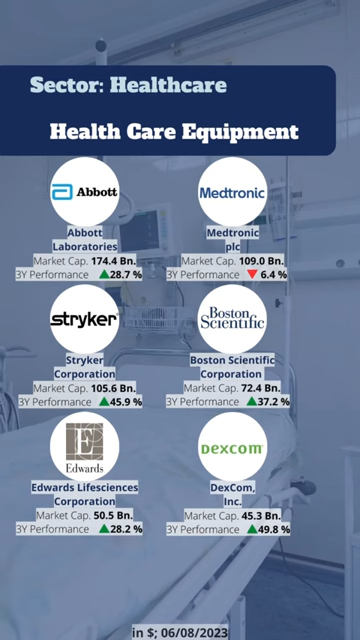 Sector: Healthcare
Health Care Equipment
Abbott
Abbott
Laboratories
Market Cap. 174.4 Bn.
3Y Performance ▲28.7 %
Medtronic
Medtronic
plc
Market Cap. 109.0 Bn.
3Y Performance ▼ 6.4 %
stryker
Stryker
Corporation
Market Cap. 105.6 Bn.
3Y Performance ▲45.9 %
Boston
Scientific
Boston Scientific
Corporation
Market Cap. 72.4 Bn.
3Y Performance ▲37.2 %
E
Edwards
Edwards Lifesciences
Corporation
Market Cap. 50.5 Bn.
3Y Performance ▲28.2 %
Dexcom
DexCom,
Inc.
Market Cap. 45.3 Bn.
3Y Performance ▲49.8 %
in $; 06/08/2023